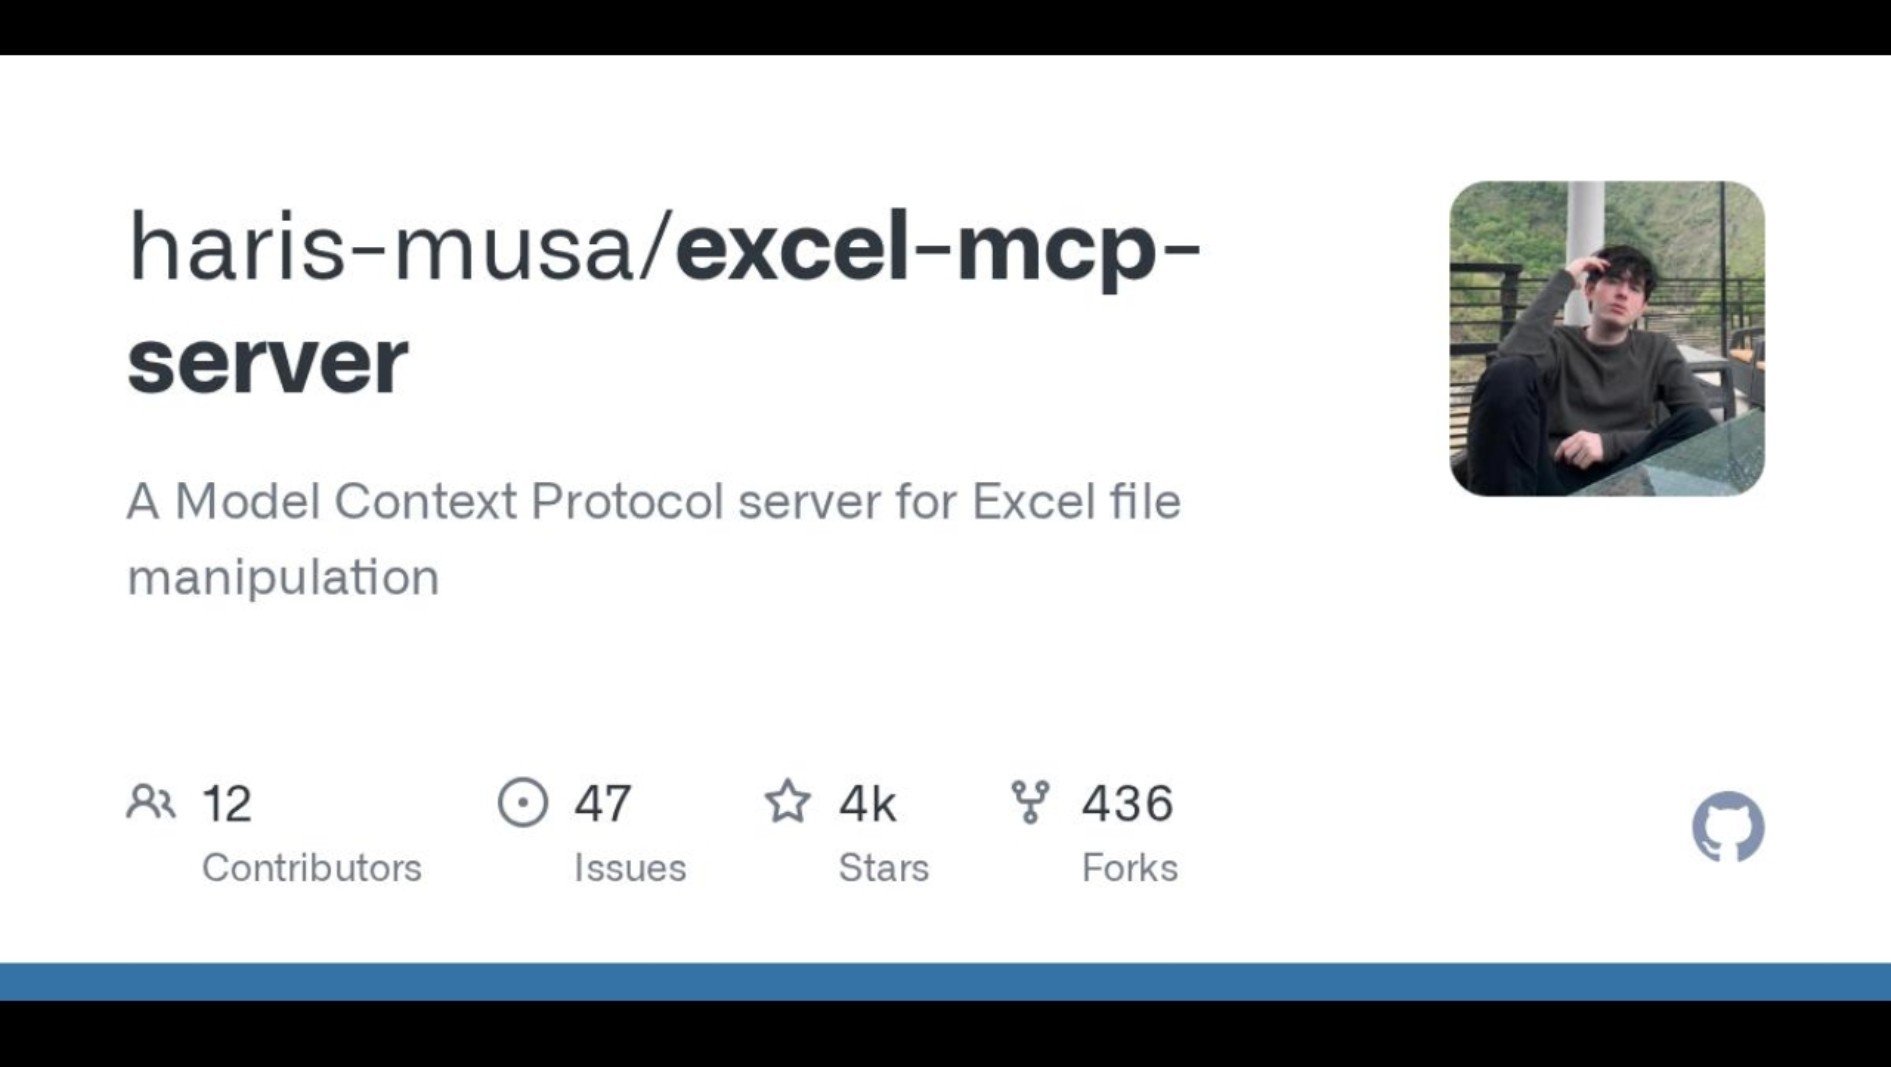 haris-musa/excel-mcp-
server
A Model Context Protocol server for Excel file
manipulation
12
Contributors
47
Issues
4k
Stars
436
Forks